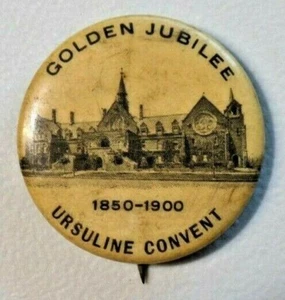 GOLDEN JUBILEE
1850-1900
URSULINE CONVENT